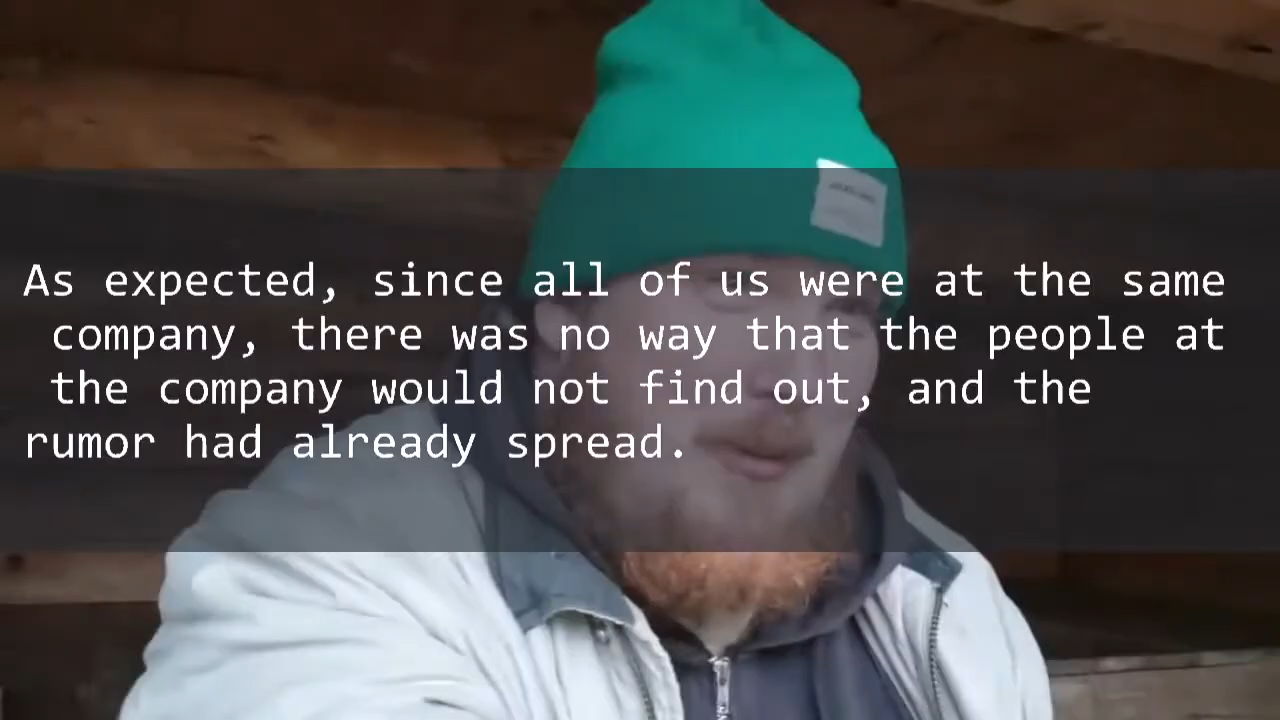 As expected, since all of us were at the same
company, there was no way that the people at
the company would not find out, and the
rumor had already spread.